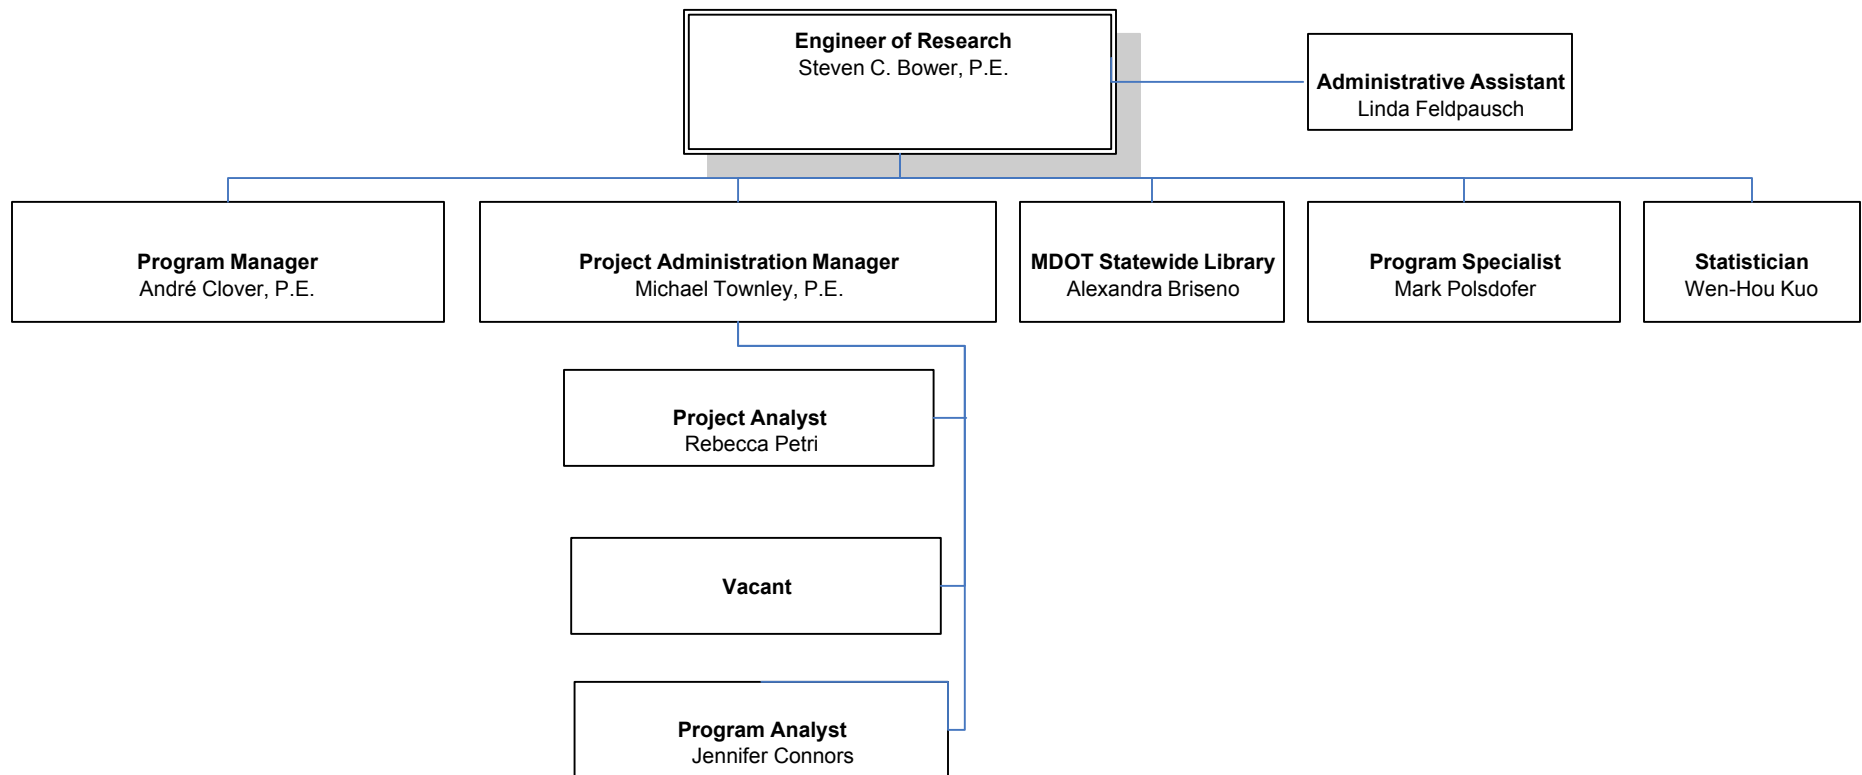 Engineer of Research
Steven C. Bower, P.E.
Administrative Assistant
Linda Feldpausch
Program Manager
André Clover, P.E.
Project Administration Manager
Michael Townley, P.E.
MDOT Statewide Library
Alexandra Briseno
Program Specialist
Mark Polsdofer
Statistician
Wen-Hou Kuo
Project Analyst
Rebecca Petri
Vacant
Program Analyst
Jennifer Connors